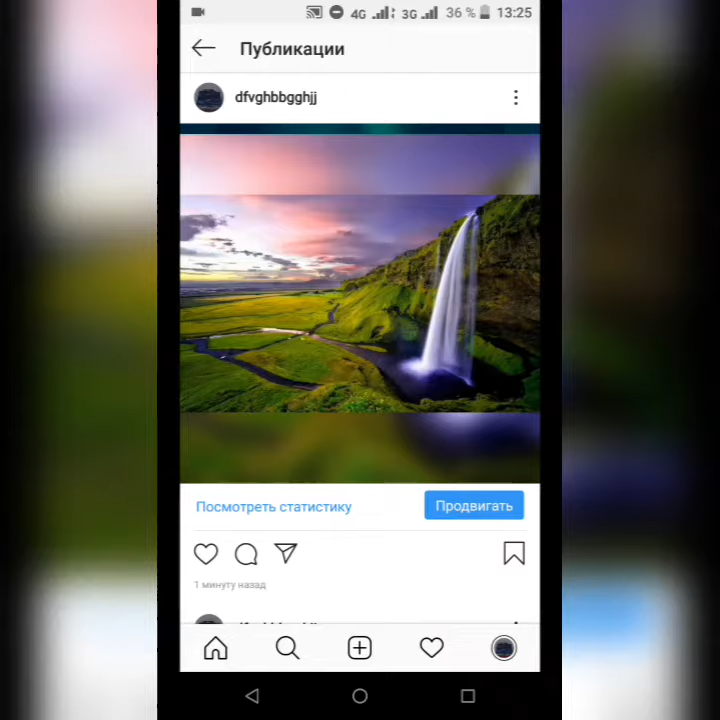 4G 3G 36 % 13:25
Публикации
dfvghbbgghjj
Посмотреть статистику Продвигать
1 минуту назад